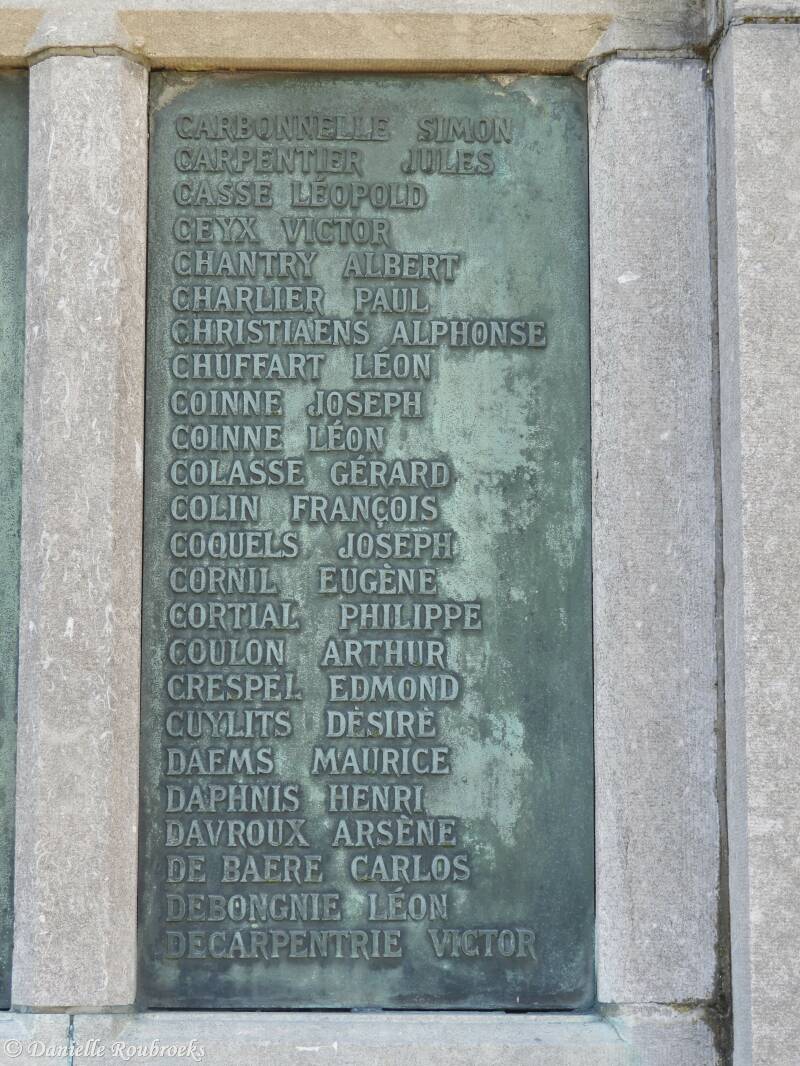 CARBONNELLE SIMON
CARPENTIER JULES
CASSE LÉOPOLD
CEYX VICTOR
CHANTRY ALBERT
CHARLIER PAUL
CHRISTIAENS ALPHONSE
CHUFFART LÉON
COINNE JOSEPH
COINNE LÉON
COLASSE GÉRARD
COLIN FRANÇOIS
COQUELS JOSEPH
CORNIL EUGÈNE
CORTIAL PHILIPPE
COULON ARTHUR
CRESPEL EDMOND
CUYLITS DÈSIRÈ
DAEMS MAURICE
DAPHNIS HENRI
DAVROUX ARSÈNE
DE BAERE CARLOS
DEBONGNIE LÉON
DECARPENTRIE VICTOR
© Danielle Roubroeks